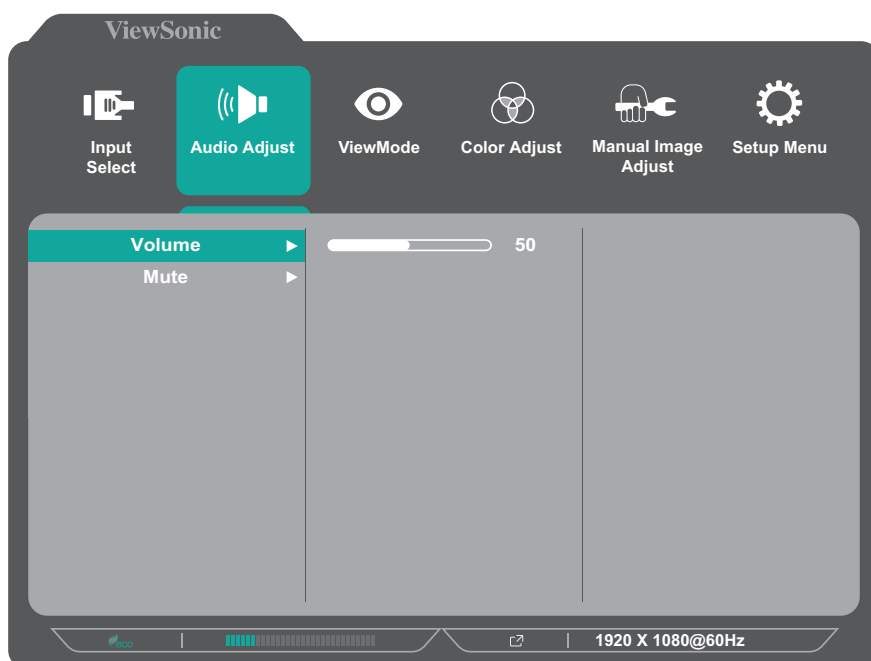 ViewSonic
Input
Select
Audio Adjust
ViewMode
Color Adjust
Manual Image
Adjust
Setup Menu
Volume
50
Mute
eco
1920 X 1080@60Hz